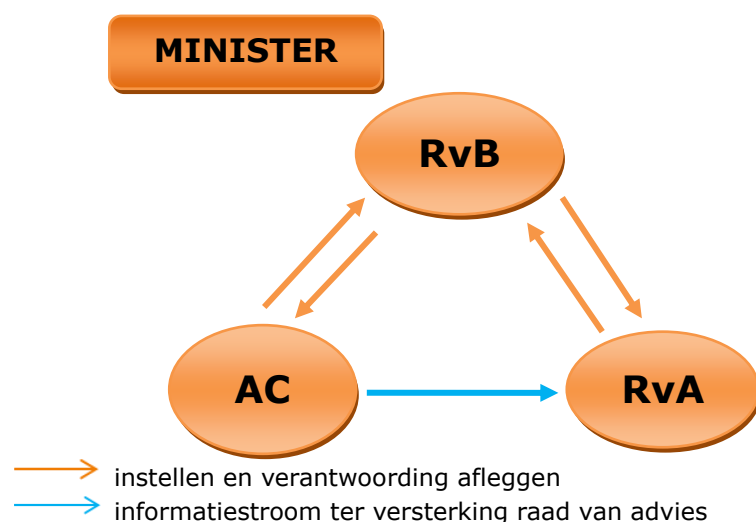 MINISTER
RvB
AC
RvA
instellen en verantwoording afleggen
informatiestroom ter versterking raad van advies